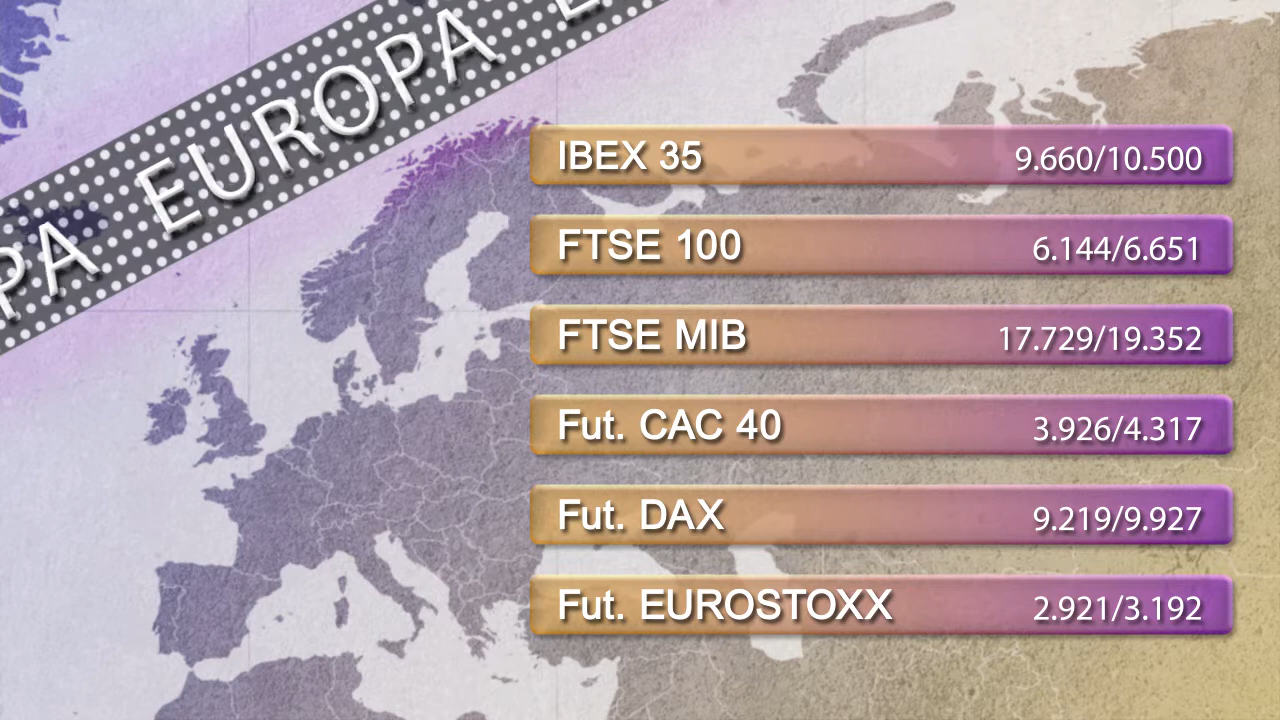 PA EUROPA E
IBEX 35 9.660/10.500
FTSE 100 6.144/6.651
FTSE MIB 17.729/19.352
Fut. CAC 40 3.926/4.317
Fut. DAX 9.219/9.927
Fut. EUROSTOXX 2.921/3.192